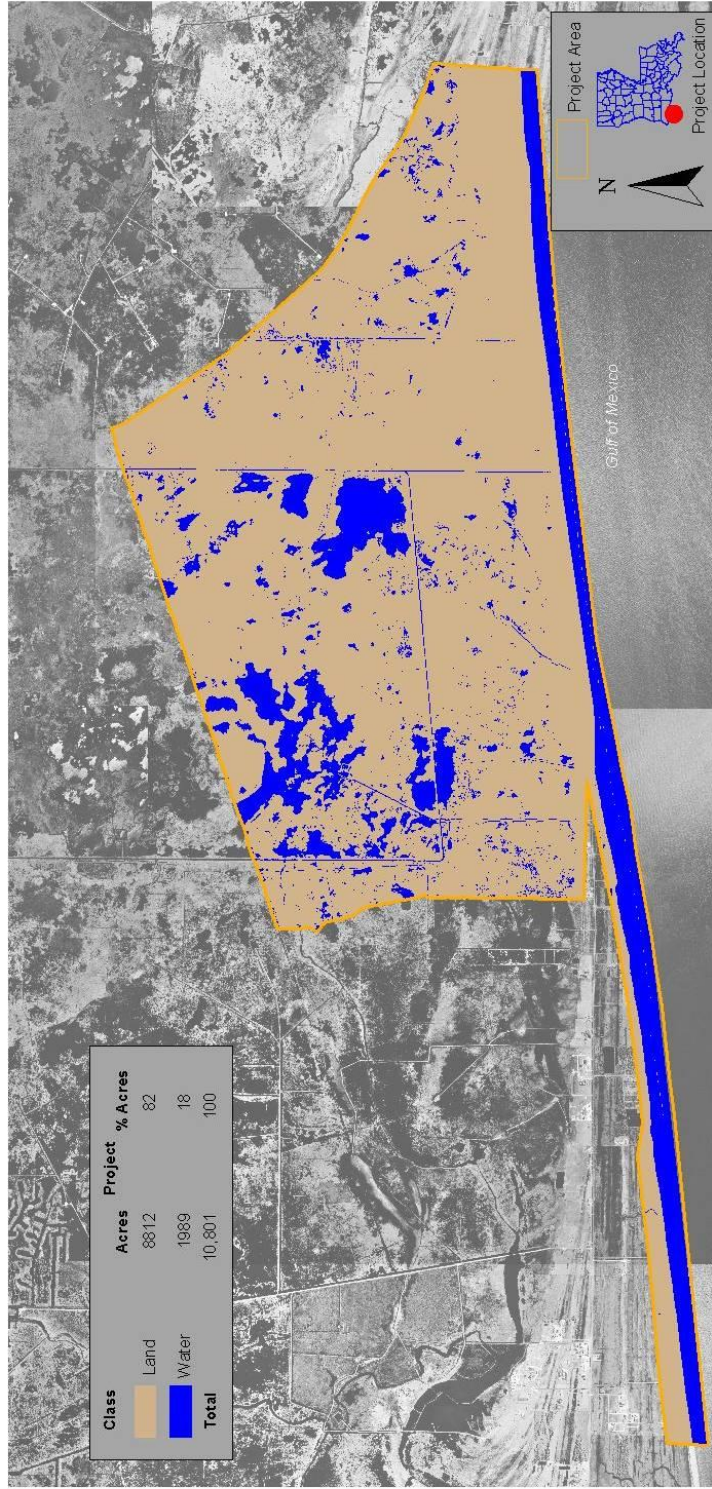 Class Acres Project % Acres
Land 8812 82
Water 1989 18
Total 10,801 100
Gulf of Mexico
Project Area
N
Project Location